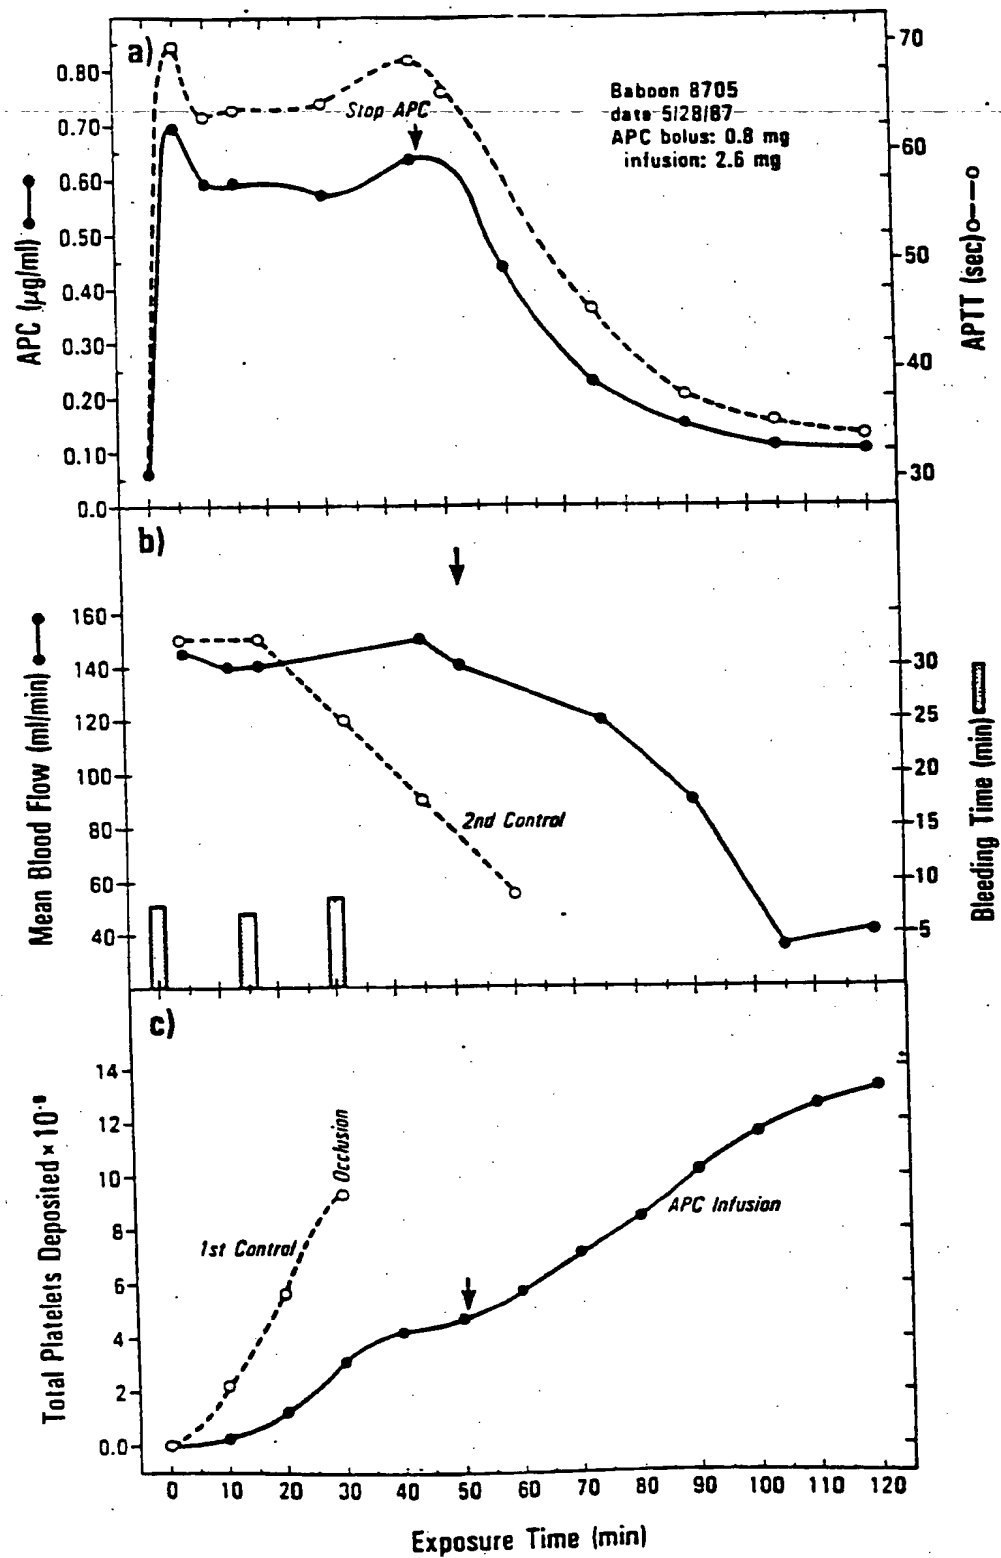 a)
APC (μg/ml)
0.80
0.70
0.60
0.50
0.40
0.30
0.20
0.10
0.0
Stop APC
Baboon 8705
date 5/28/87
APC bolus: 0.8 mg
infusion: 2.6 mg
70
60
50
40
30
APTT (sec)
b)
Mean Blood Flow (ml/min)
160
140
120
100
80
60
40
2nd Control
30
25
20
15
10
5
Bleeding Time (min)
c)
Total Platelets Deposited × 10⁻⁹
14
12
10
8
6
4
2
0.0
1st Control
Occlusion
APC Infusion
0 10 20 30 40 50 60 70 80 90 100 110 120
Exposure Time (min)